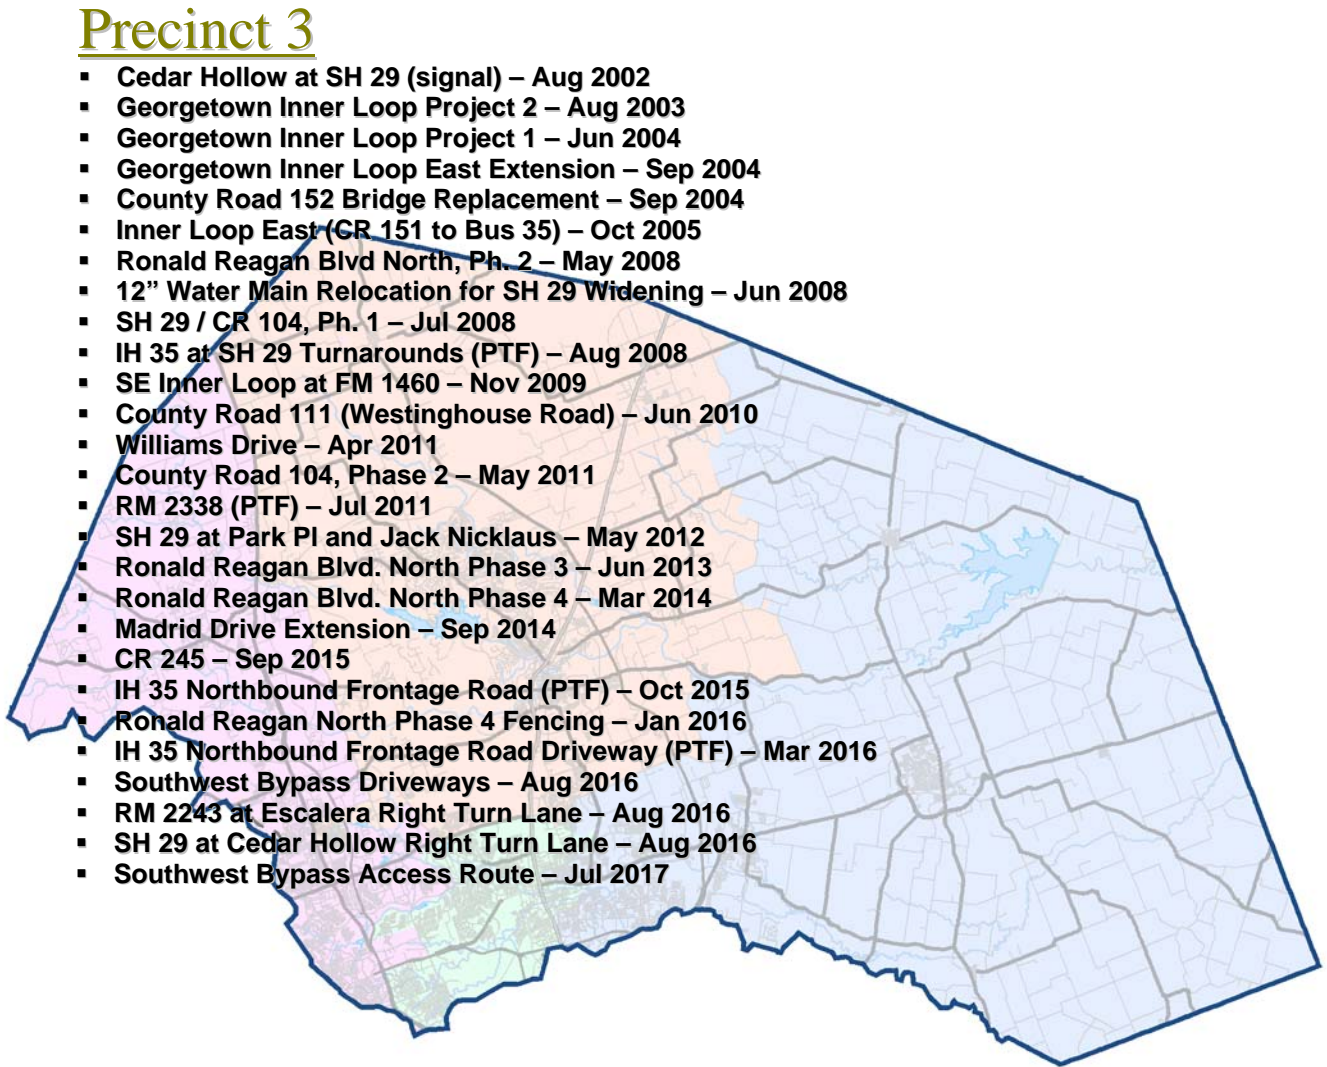 Precinct 3
▪ Cedar Hollow at SH 29 (signal) – Aug 2002
▪ Georgetown Inner Loop Project 2 – Aug 2003
▪ Georgetown Inner Loop Project 1 – Jun 2004
▪ Georgetown Inner Loop East Extension – Sep 2004
▪ County Road 152 Bridge Replacement – Sep 2004
▪ Inner Loop East (CR 151 to Bus 35) – Oct 2005
▪ Ronald Reagan Blvd North, Ph. 2 – May 2008
▪ 12” Water Main Relocation for SH 29 Widening – Jun 2008
▪ SH 29 / CR 104, Ph. 1 – Jul 2008
▪ IH 35 at SH 29 Turnarounds (PTF) – Aug 2008
▪ SE Inner Loop at FM 1460 – Nov 2009
▪ County Road 111 (Westinghouse Road) – Jun 2010
▪ Williams Drive – Apr 2011
▪ County Road 104, Phase 2 – May 2011
▪ RM 2338 (PTF) – Jul 2011
▪ SH 29 at Park Pl and Jack Nicklaus – May 2012
▪ Ronald Reagan Blvd. North Phase 3 – Jun 2013
▪ Ronald Reagan Blvd. North Phase 4 – Mar 2014
▪ Madrid Drive Extension – Sep 2014
▪ CR 245 – Sep 2015
▪ IH 35 Northbound Frontage Road (PTF) – Oct 2015
▪ Ronald Reagan North Phase 4 Fencing – Jan 2016
▪ IH 35 Northbound Frontage Road Driveway (PTF) – Mar 2016
▪ Southwest Bypass Driveways – Aug 2016
▪ RM 2243 at Escalera Right Turn Lane – Aug 2016
▪ SH 29 at Cedar Hollow Right Turn Lane – Aug 2016
▪ Southwest Bypass Access Route – Jul 2017